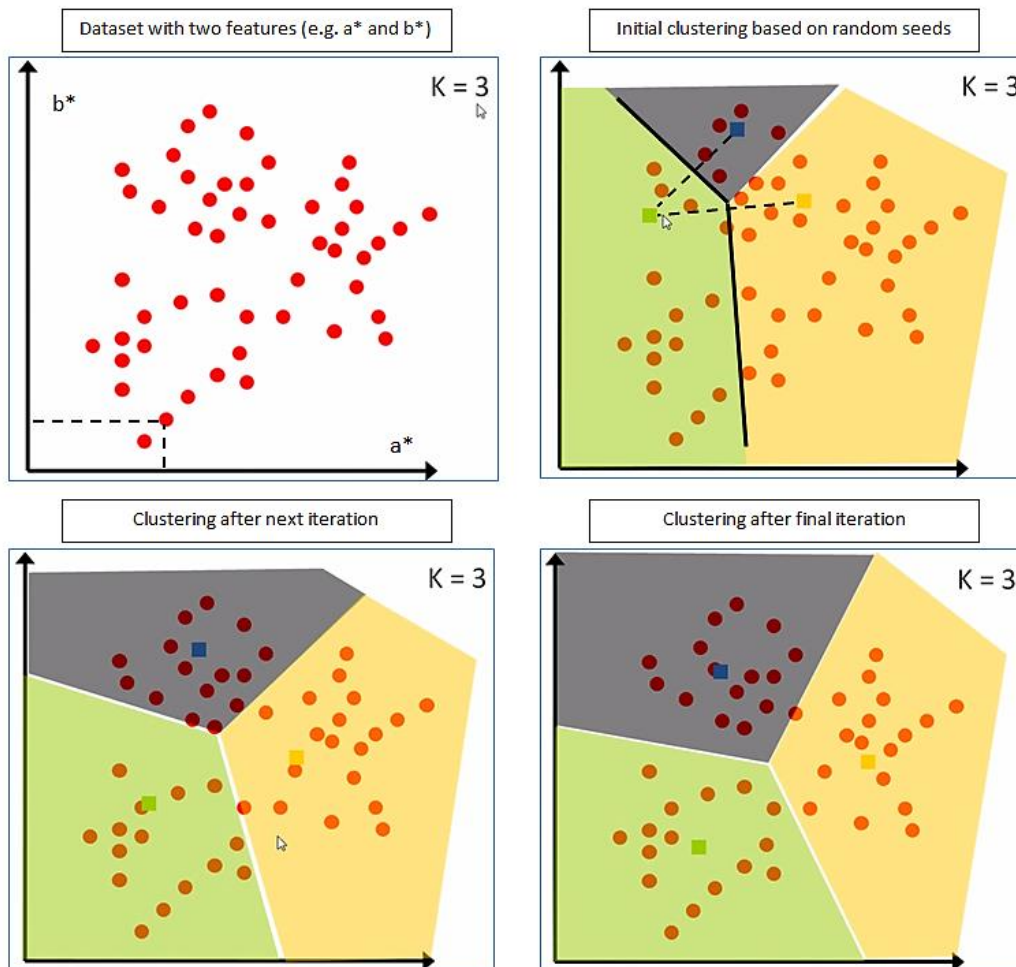 Dataset with two features (e.g. a* and b*)
Initial clustering based on random seeds
b*
K = 3
a*
K = 3
Clustering after next iteration
Clustering after final iteration
K = 3
K = 3